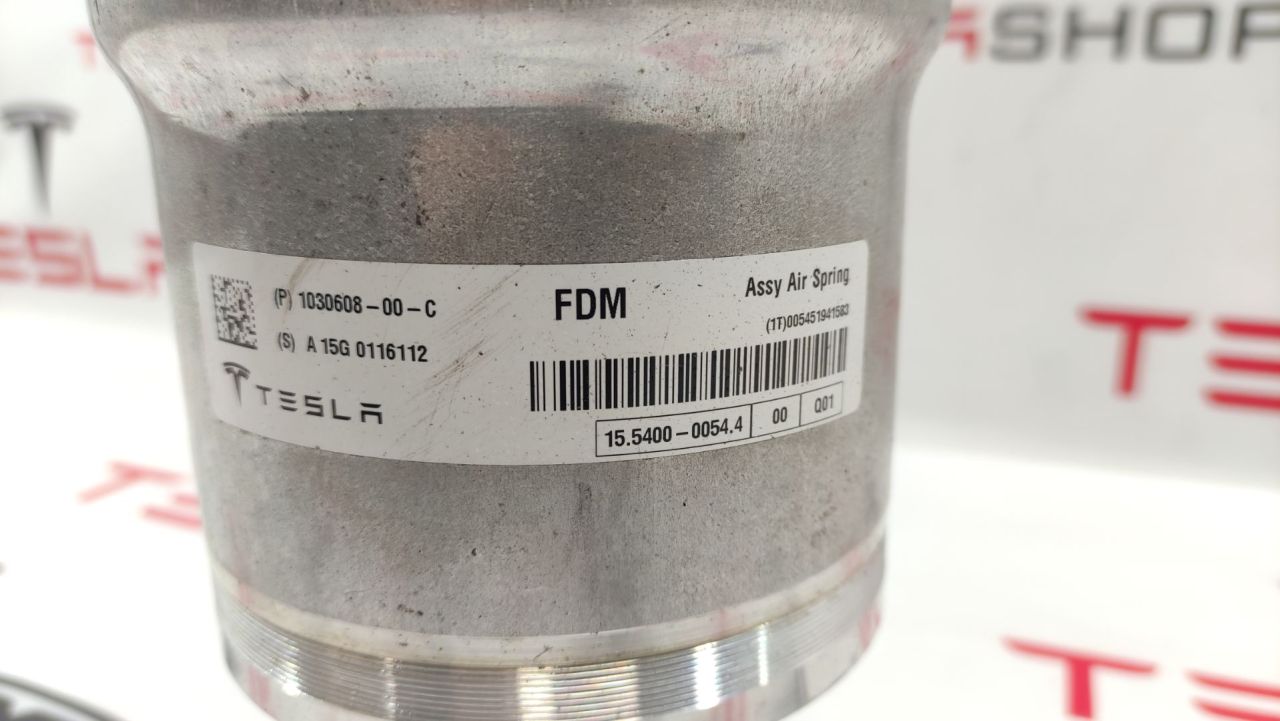 SHOP
TESLA
(P) 1030608-00-C
(S) A 15G 0116112
TESLA
FDM
Assy Air Spring
(1T)005451941583
15.5400-0054.4 00 Q01